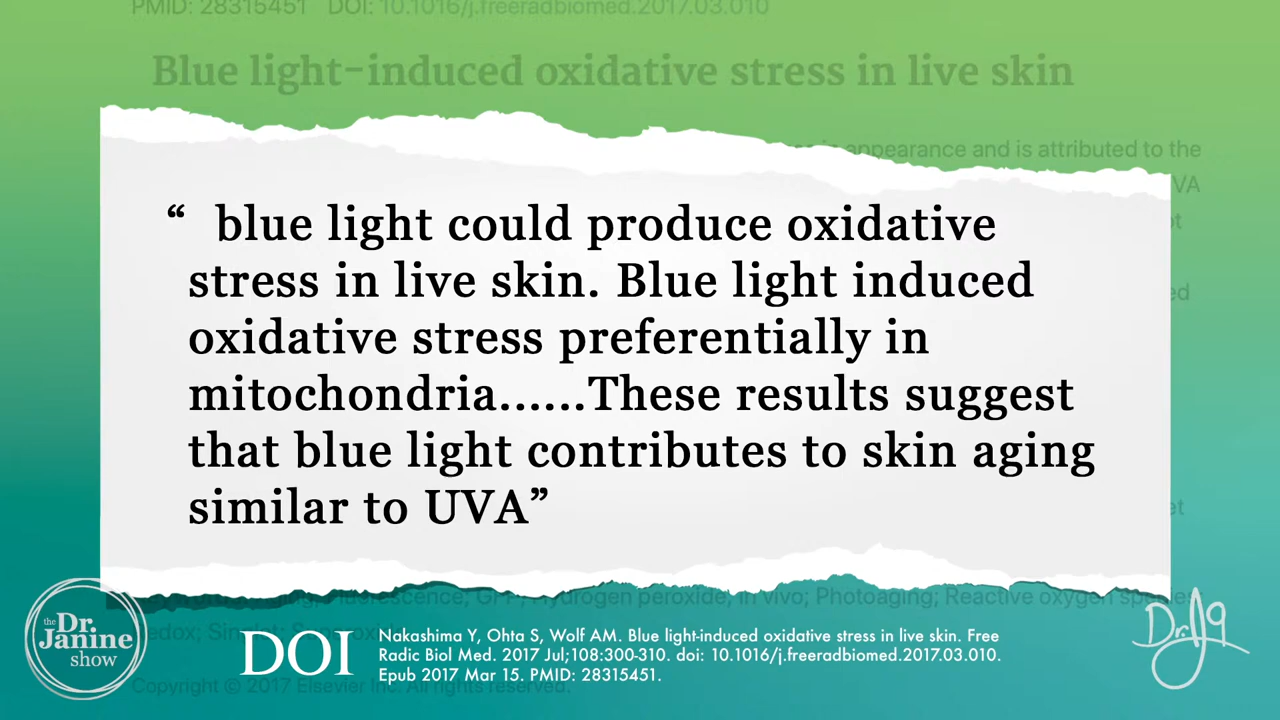 PMID: 28315451 DOI: 10.1016/j.freeradbiomed.2017.03.010
Blue light-induced oxidative stress in live skin
appearance and is attributed to the
“ blue light could produce oxidative
stress in live skin. Blue light induced
oxidative stress preferentially in
mitochondria......These results suggest
that blue light contributes to skin aging
similar to UVA”
Hydrogen peroxide; In vivo; Photoaging; Reactive oxygen species
the Dr.
Janine
show
DOI
Nakashima Y, Ohta S, Wolf AM. Blue light-induced oxidative stress in live skin. Free
Radic Biol Med. 2017 Jul;108:300-310. doi: 10.1016/j.freeradbiomed.2017.03.010.
Epub 2017 Mar 15. PMID: 28315451.
Copyright © 2017 Elsevier Inc. All rights reserved.